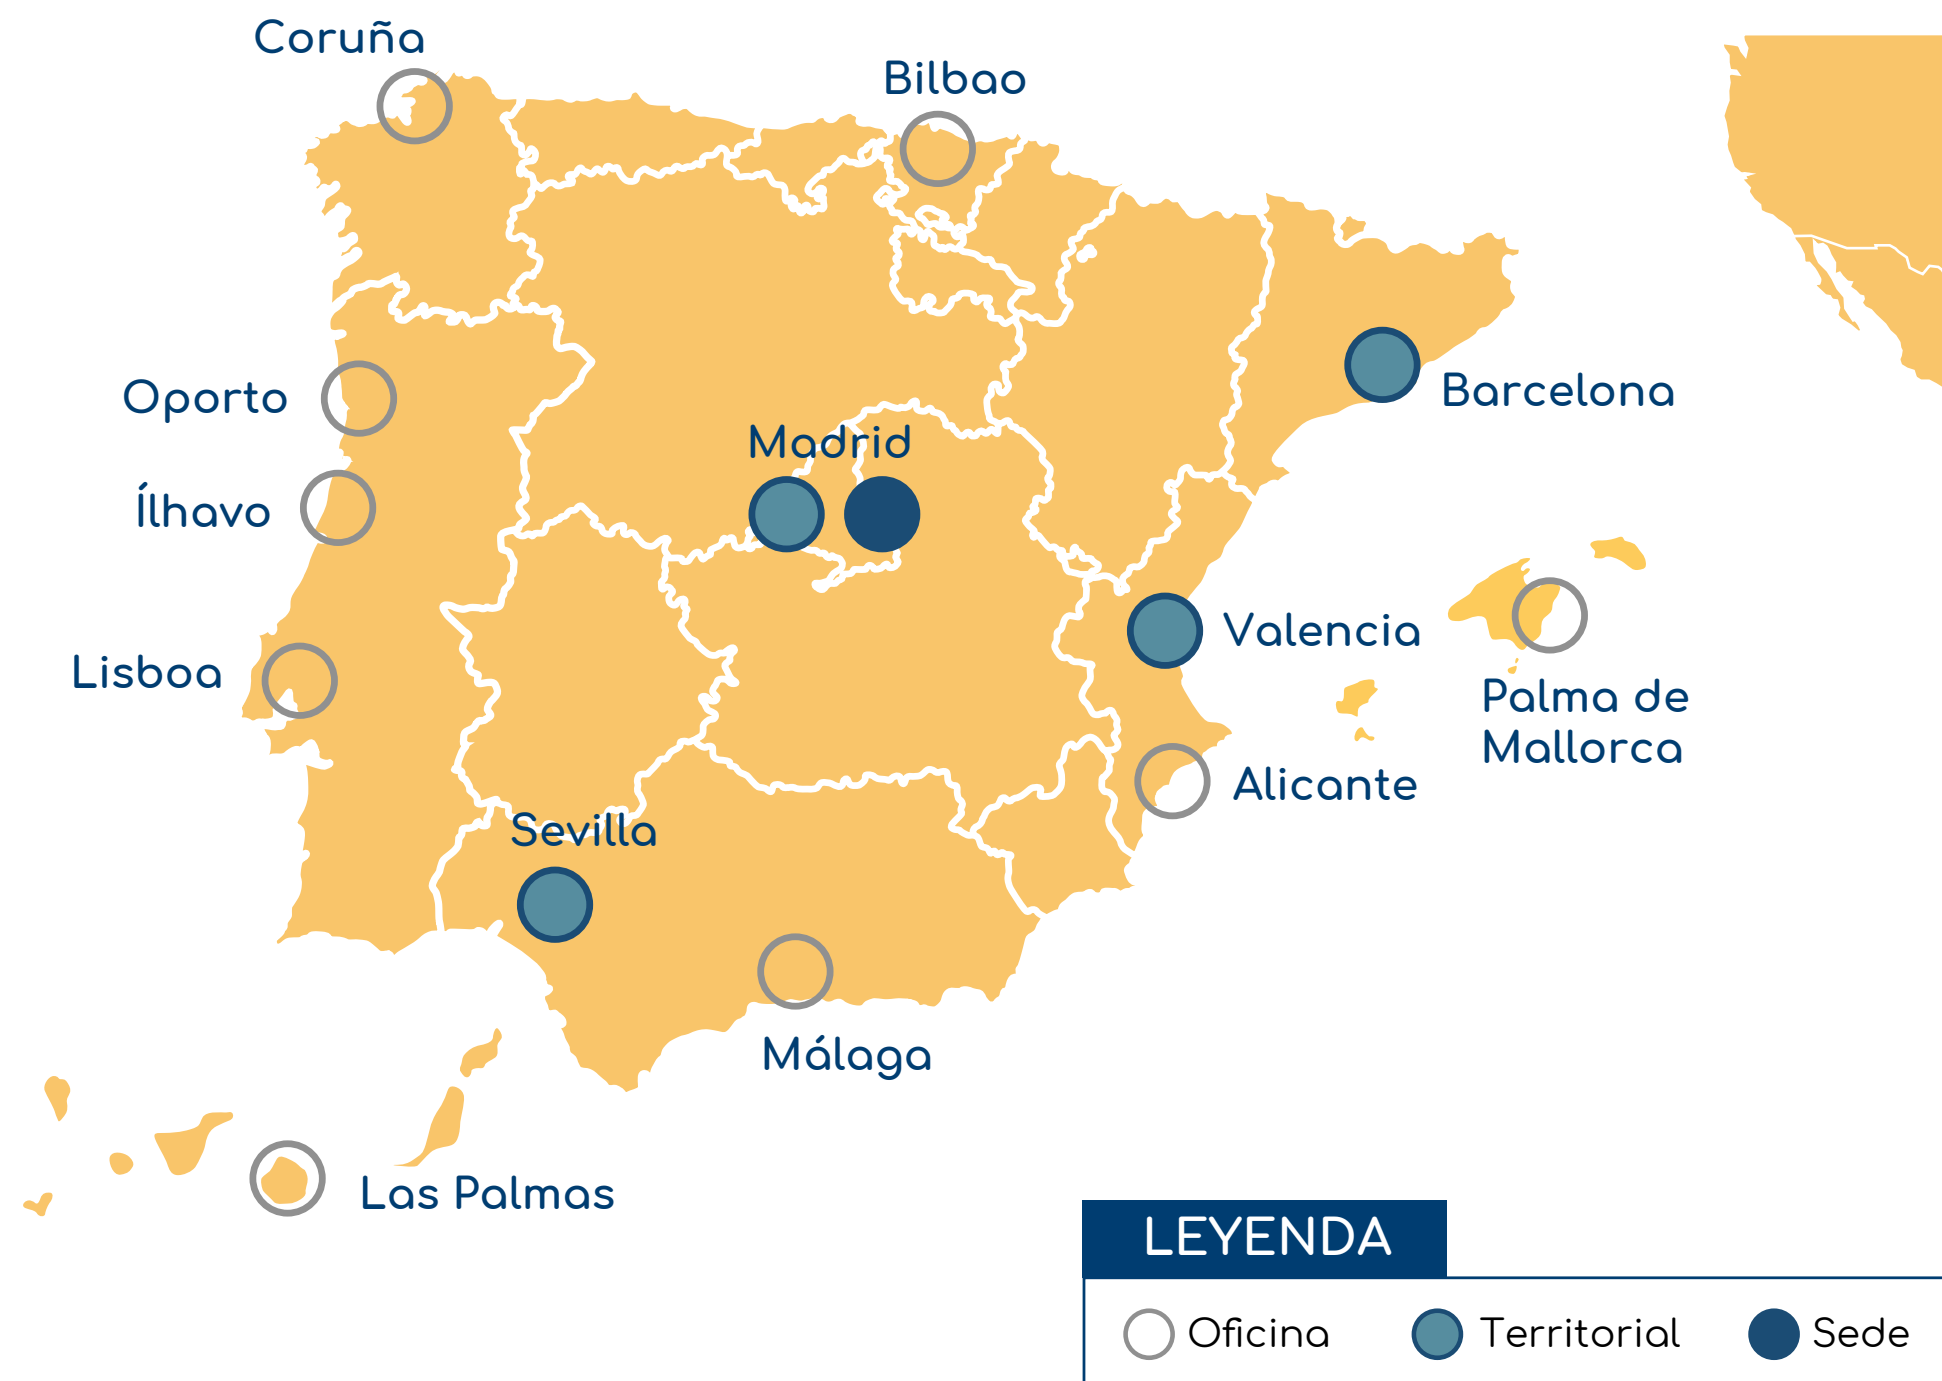 Coruña
Bilbao
Oporto
Barcelona
Madrid
Ílhavo
Valencia
Lisboa
Palma de
Mallorca
Alicante
Sevilla
Málaga
Las Palmas
LEYENDA
Oficina
Territorial
Sede